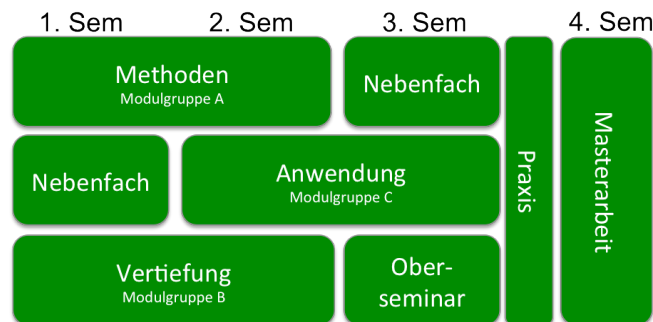 1. Sem 2. Sem 3. Sem 4. Sem
Methoden
Modulgruppe A
Nebenfach
Nebenfach
Anwendung
Modulgruppe C
Vertiefung
Modulgruppe B
Ober-
seminar
Praxis
Masterarbeit